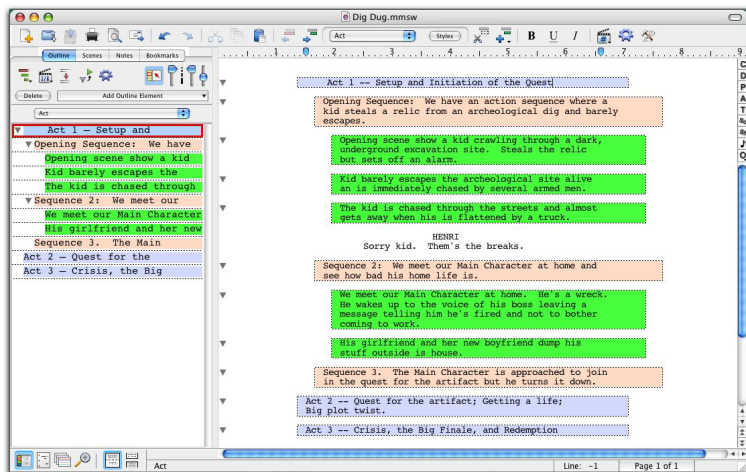 Dig Dug.mmsw
Act
Styles
B U I
1 2 3 4 5 6 7 8 9
Outline Scenes Notes Bookmarks
Delete Add Outline Element
Act
Act 1 — Setup and
Opening Sequence: We have
Opening scene show a kid
Kid barely escapes the
The kid is chased through
Sequence 2: We meet our
We meet our Main Character
His girlfriend and her new
Sequence 3. The Main
Act 2 — Quest for the
Act 3 — Crisis, the Big
Act 1 -- Setup and Initiation of the Quest
Opening Sequence: We have an action sequence where a
kid steals a relic from an archeological dig and barely
escapes.
Opening scene show a kid crawling through a dark,
underground excavation site. Steals the relic
but sets off an alarm.
Kid barely escapes the archeological site alive
an is immediately chased by several armed men.
The kid is chased through the streets and almost
gets away when his is flattened by a truck.
HENRI
Sorry kid. Them's the breaks.
Sequence 2: We meet our Main Character at home and
see how bad his home life is.
We meet our Main Character at home. He's a wreck.
He wakes up to the voice of his boss leaving a
message telling him he's fired and not to bother
coming to work.
His girlfriend and her new boyfriend dump his
stuff outside is house.
Sequence 3. The Main Character is approached to join
in the quest for the artifact but he turns it down.
Act 2 -- Quest for the artifact; Getting a life;
Big plot twist.
Act 3 -- Crisis, the Big Finale, and Redemption
C
D
P
A
T
Act
Line: -1 Page 1 of 1